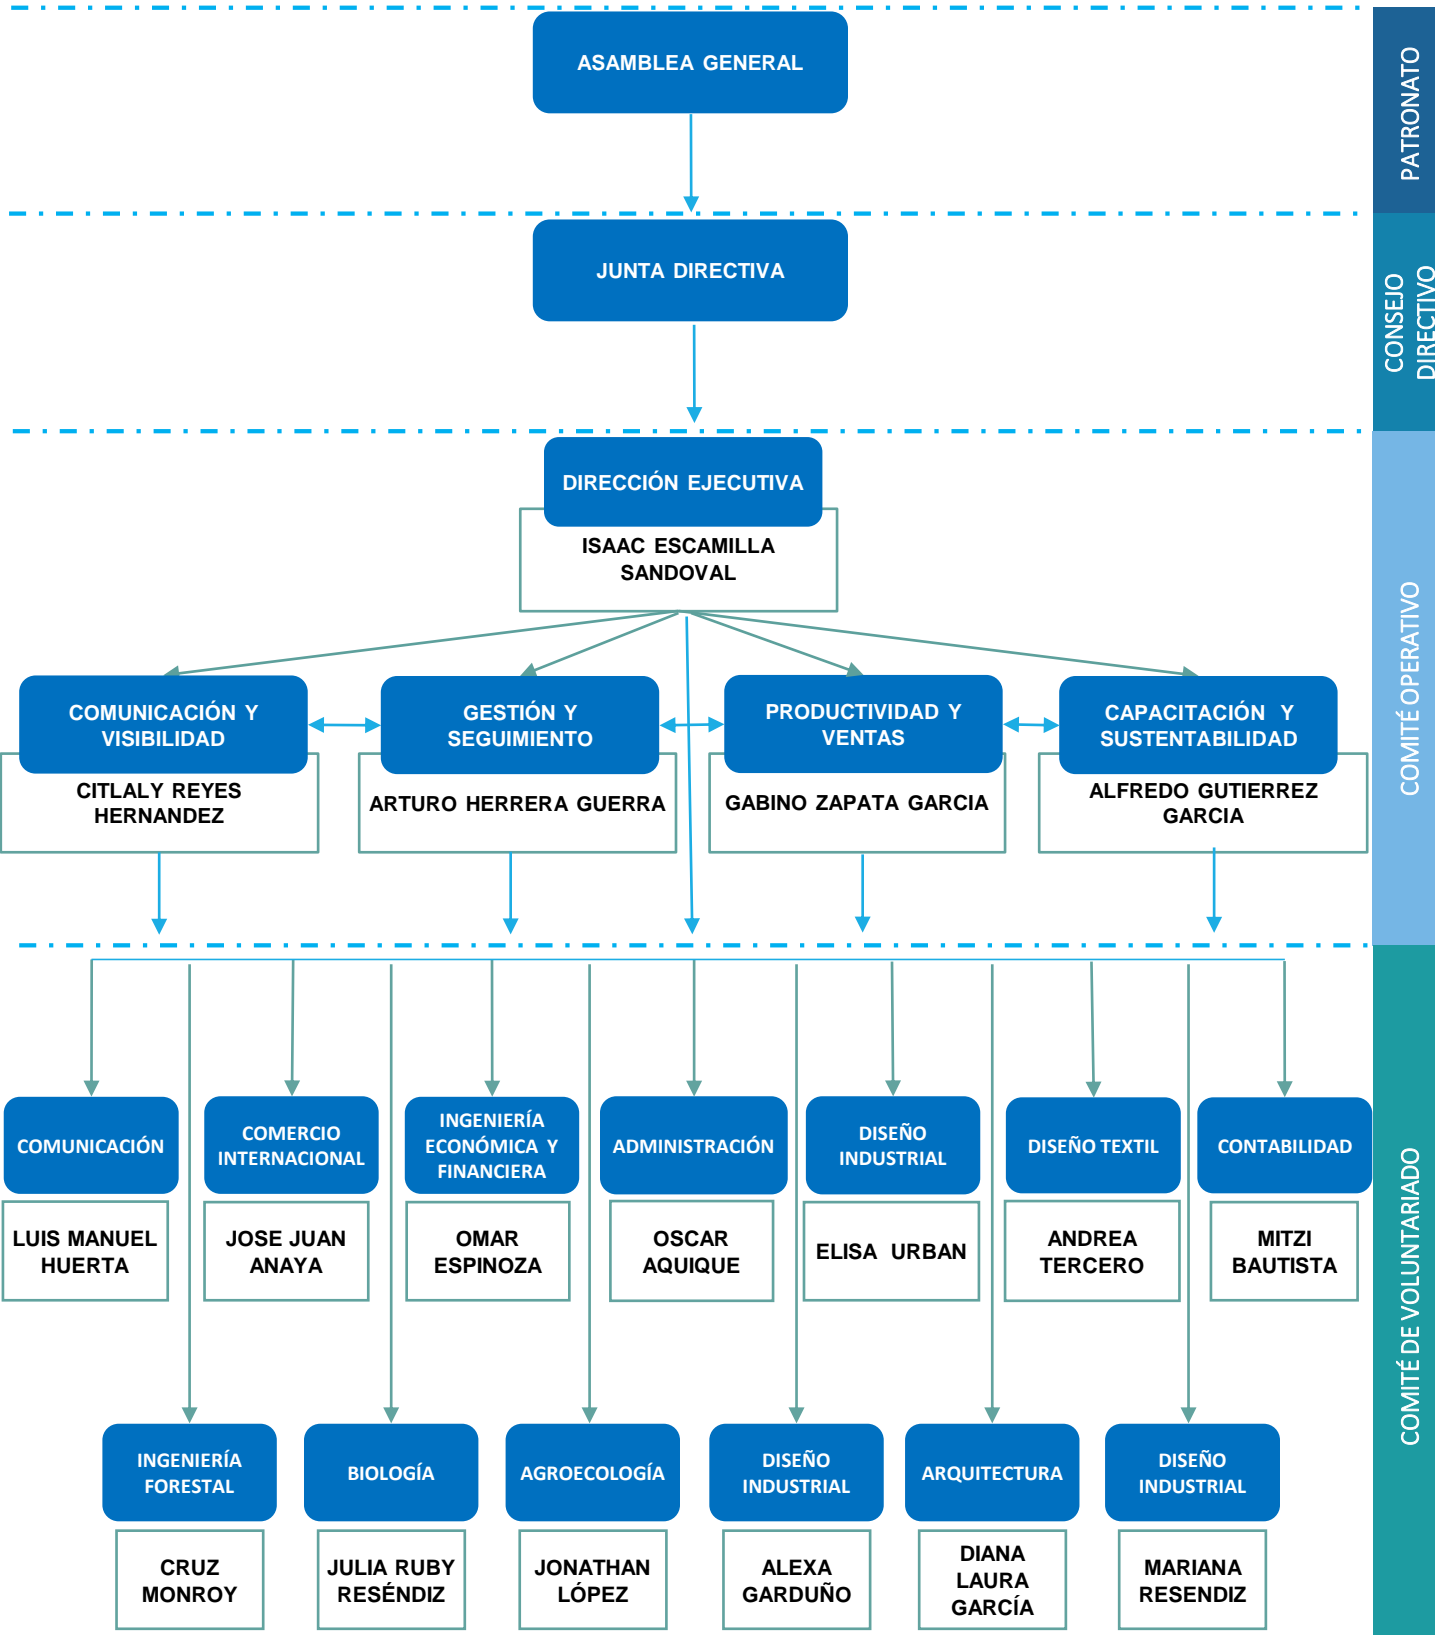 ASAMBLEA GENERAL
PATRONATO
JUNTA DIRECTIVA
CONSEJO
DIRECTIVO
DIRECCIÓN EJECUTIVA
ISAAC ESCAMILLA
SANDOVAL
COMITÉ OPERATIVO
COMUNICACIÓN Y
VISIBILIDAD
CITLALY REYES
HERNANDEZ
GESTIÓN Y
SEGUIMIENTO
ARTURO HERRERA GUERRA
PRODUCTIVIDAD Y
VENTAS
GABINO ZAPATA GARCIA
CAPACITACIÓN Y
SUSTENTABILIDAD
ALFREDO GUTIERREZ
GARCIA
COMITÉ DE VOLUNTARIADO
COMUNICACIÓN
LUIS MANUEL
HUERTA
COMERCIO
INTERNACIONAL
JOSE JUAN
ANAYA
INGENIERÍA
ECONÓMICA Y
FINANCIERA
OMAR
ESPINOZA
ADMINISTRACIÓN
OSCAR
AQUIQUE
DISEÑO
INDUSTRIAL
ELISA URBAN
DISEÑO TEXTIL
ANDREA
TERCERO
CONTABILIDAD
MITZI
BAUTISTA
INGENIERÍA
FORESTAL
CRUZ
MONROY
BIOLOGÍA
JULIA RUBY
RESÉNDIZ
AGROECOLOGÍA
JONATHAN
LÓPEZ
DISEÑO
INDUSTRIAL
ALEXA
GARDUÑO
ARQUITECTURA
DIANA
LAURA
GARCÍA
DISEÑO
INDUSTRIAL
MARIANA
RESENDIZ